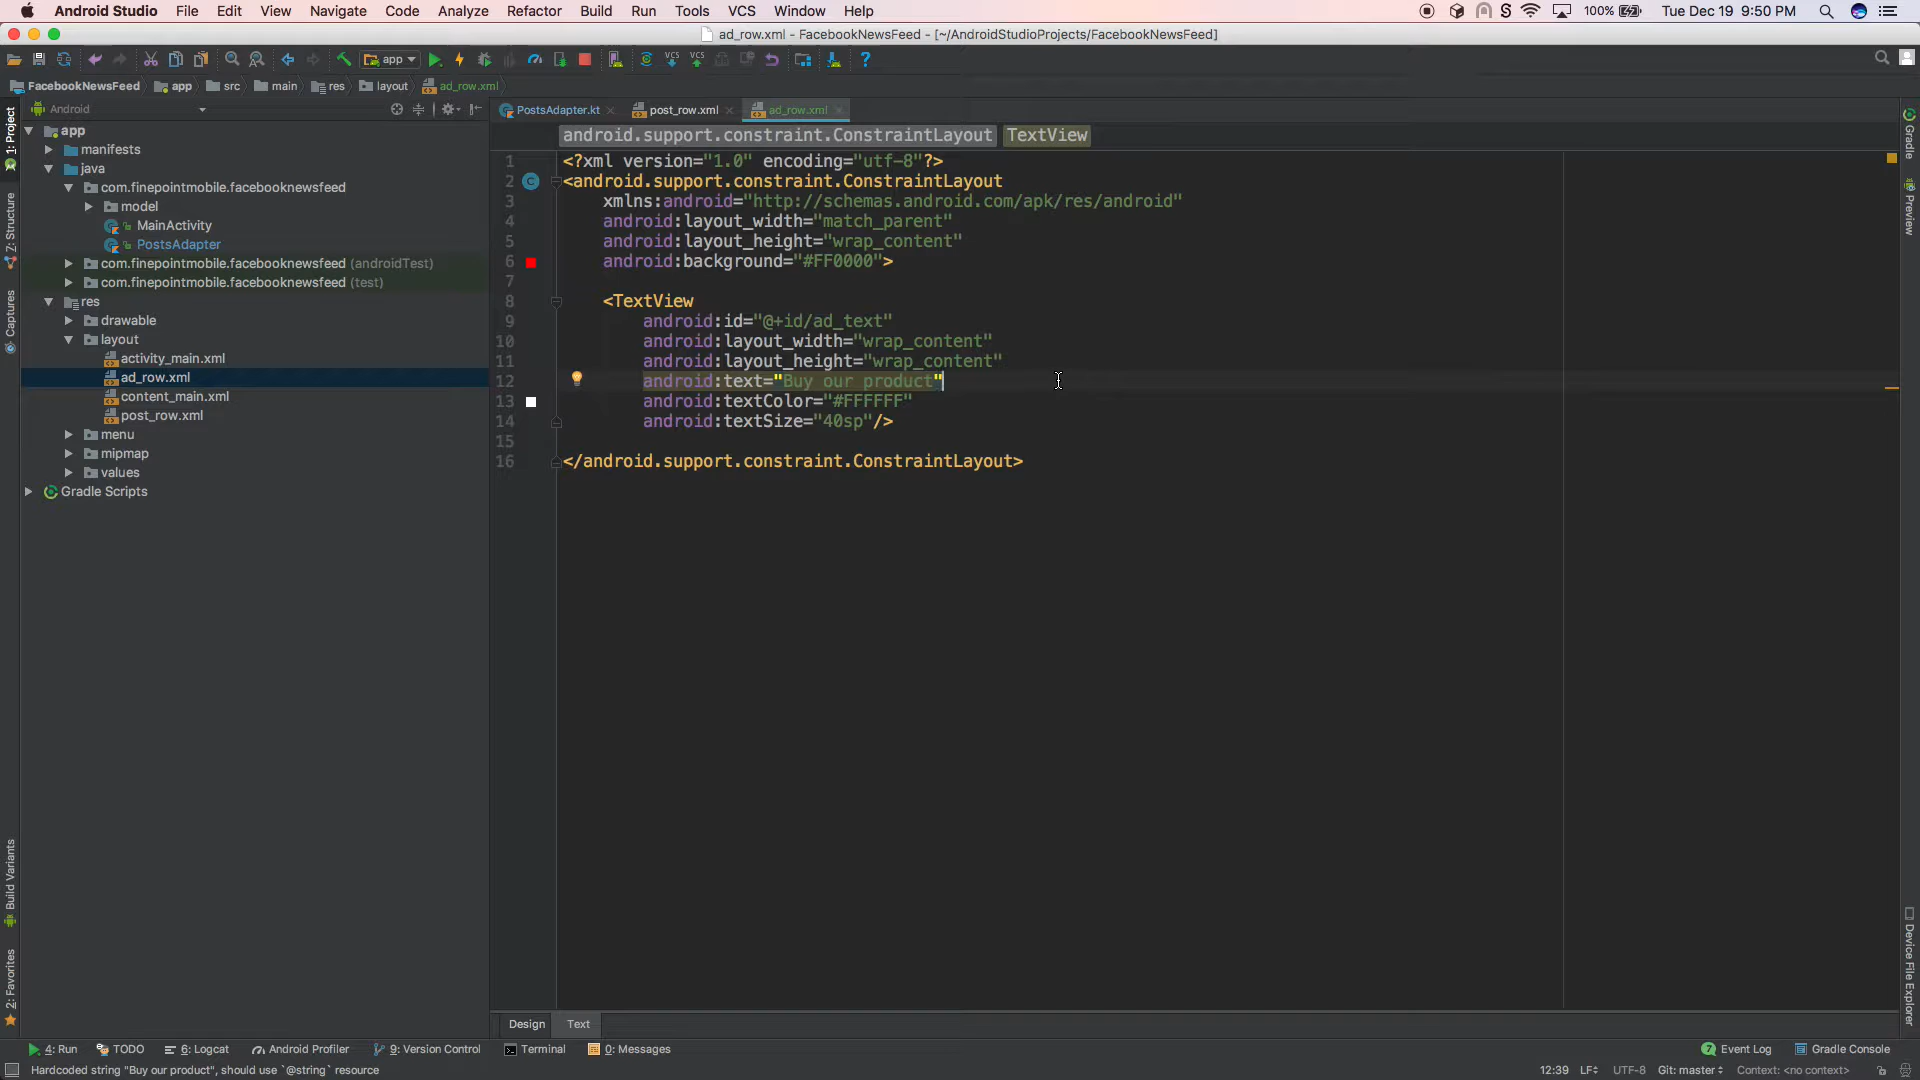 Android Studio File Edit View Navigate Code Analyze Refactor Build Run Tools VCS Window Help 100% Tue Dec 19 9:50 PM
ad_row.xml - FacebookNewsFeed - [~/AndroidStudioProjects/FacebookNewsFeed]
app VCS VCS ?
FacebookNewsFeed app src main res layout ad_row.xml
Android
PostsAdapter.kt post_row.xml ad_row.xml
android.support.constraint.ConstraintLayout TextView
1: Project
Z: Structure
Captures
Build Variants
2: Favorites
app
manifests
java
com.finepointmobile.facebooknewsfeed
model
MainActivity
PostsAdapter
com.finepointmobile.facebooknewsfeed (androidTest)
com.finepointmobile.facebooknewsfeed (test)
res
drawable
layout
activity_main.xml
ad_row.xml
content_main.xml
post_row.xml
menu
mipmap
values
Gradle Scripts
1 <?xml version="1.0" encoding="utf-8"?>
2 <android.support.constraint.ConstraintLayout
3 xmlns:android="http://schemas.android.com/apk/res/android"
4 android:layout_width="match_parent"
5 android:layout_height="wrap_content"
6 android:background="#FF0000">
7
8 <TextView
9 android:id="@+id/ad_text"
10 android:layout_width="wrap_content"
11 android:layout_height="wrap_content"
12 android:text="Buy our product"
13 android:textColor="#FFFFFF"
14 android:textSize="40sp"/>
15
16 </android.support.constraint.ConstraintLayout>
Gradle
Preview
Device File Explorer
Design Text
4: Run TODO 6: Logcat Android Profiler 9: Version Control Terminal 0: Messages 7 Event Log Gradle Console
Hardcoded string "Buy our product", should use `@string` resource 12:39 LF÷ UTF-8 Git: master÷ Context: <no context>